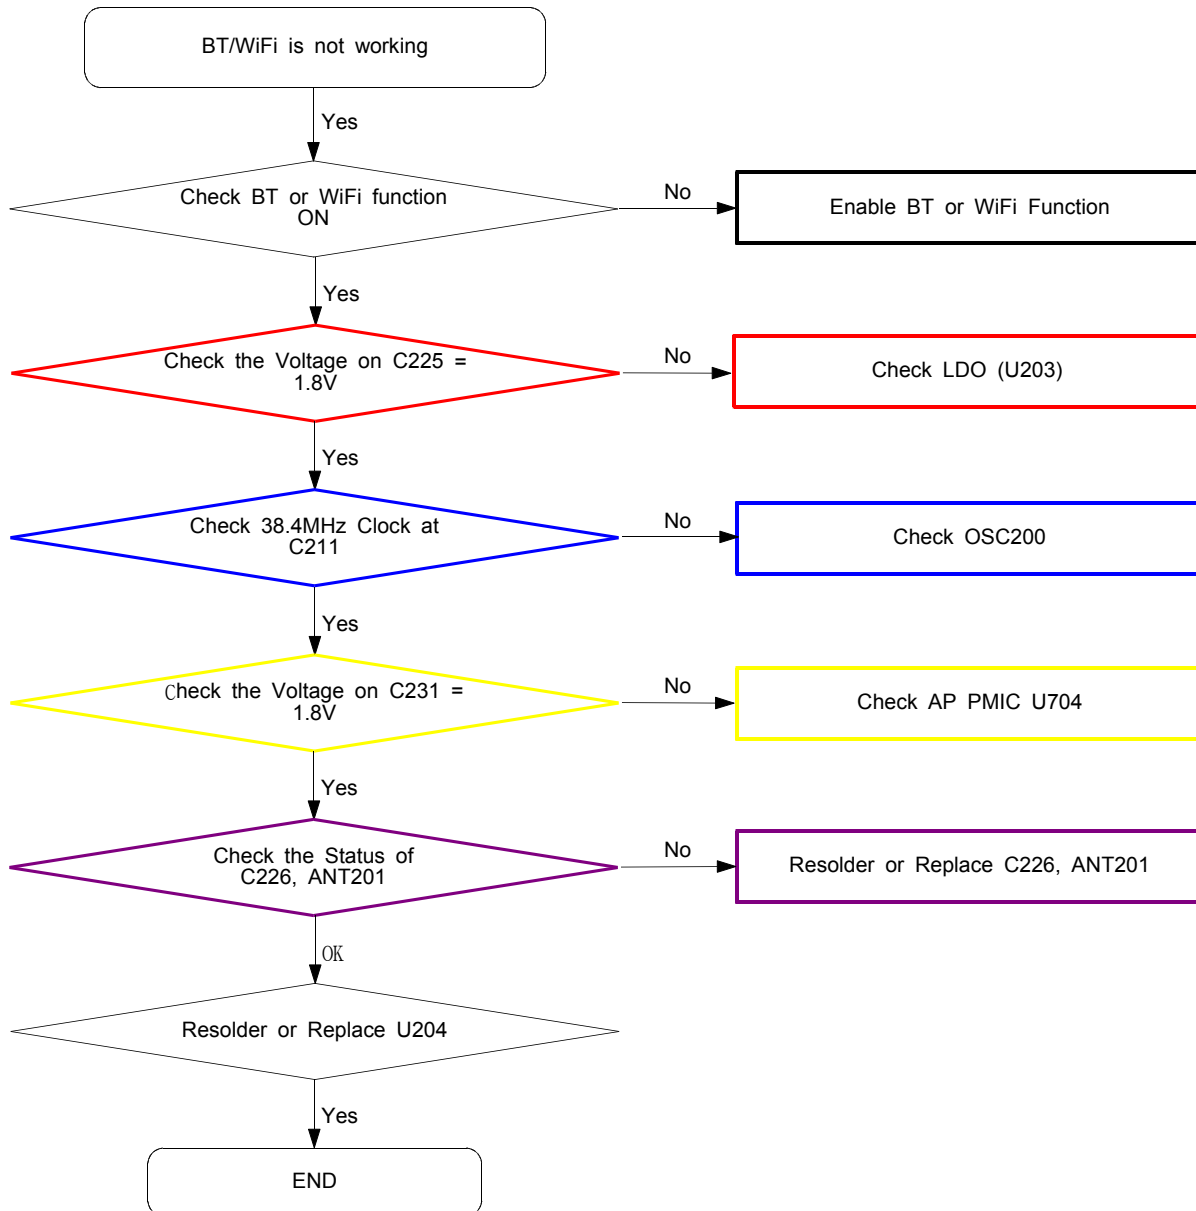 BT/WiFi is not working
Yes
Check BT or WiFi function
ON
No
Enable BT or WiFi Function
Yes
Check the Voltage on C225 =
1.8V
No
Check LDO (U203)
Yes
Check 38.4MHz Clock at
C211
No
Check OSC200
Yes
Check the Voltage on C231 =
1.8V
No
Check AP PMIC U704
Yes
Check the Status of
C226, ANT201
No
Resolder or Replace C226, ANT201
OK
Resolder or Replace U204
Yes
END